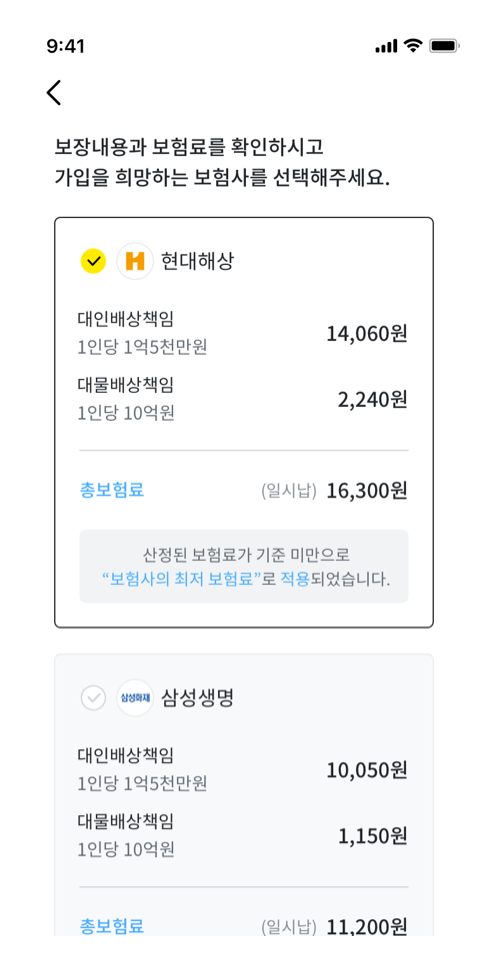 9:41
보장내용과 보험료를 확인하시고
가입을 희망하는 보험사를 선택해주세요.
현대해상
대인배상책임
1인당 1억5천만원
14,060원
대물배상책임
1인당 10억원
2,240원
총보험료 (일시납) 16,300원
산정된 보험료가 기준 미만으로
“보험사의 최저 보험료”로 적용되었습니다.
삼성화재 삼성생명
대인배상책임
1인당 1억5천만원
10,050원
대물배상책임
1인당 10억원
1,150원
총보험료 (일시납) 11,200원